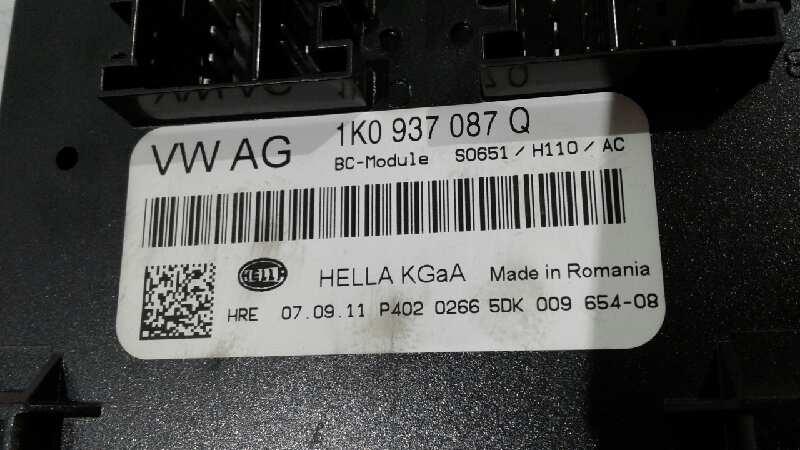 VW AG
1K0 937 087 Q
BC-Module S0651 / H110 / AC
HELLA
HELLA KGaA Made in Romania
HRE 07.09.11 P402 0266 5DK 009 654-08